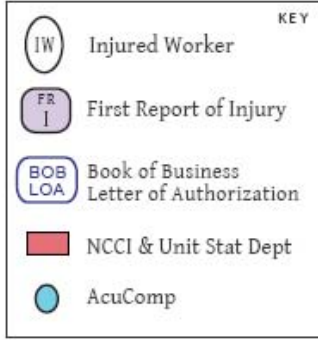 KEY
IW Injured Worker
FR
I
First Report of Injury
BOB
LOA
Book of Business
Letter of Authorization
NCCI & Unit Stat Dept
AcuComp